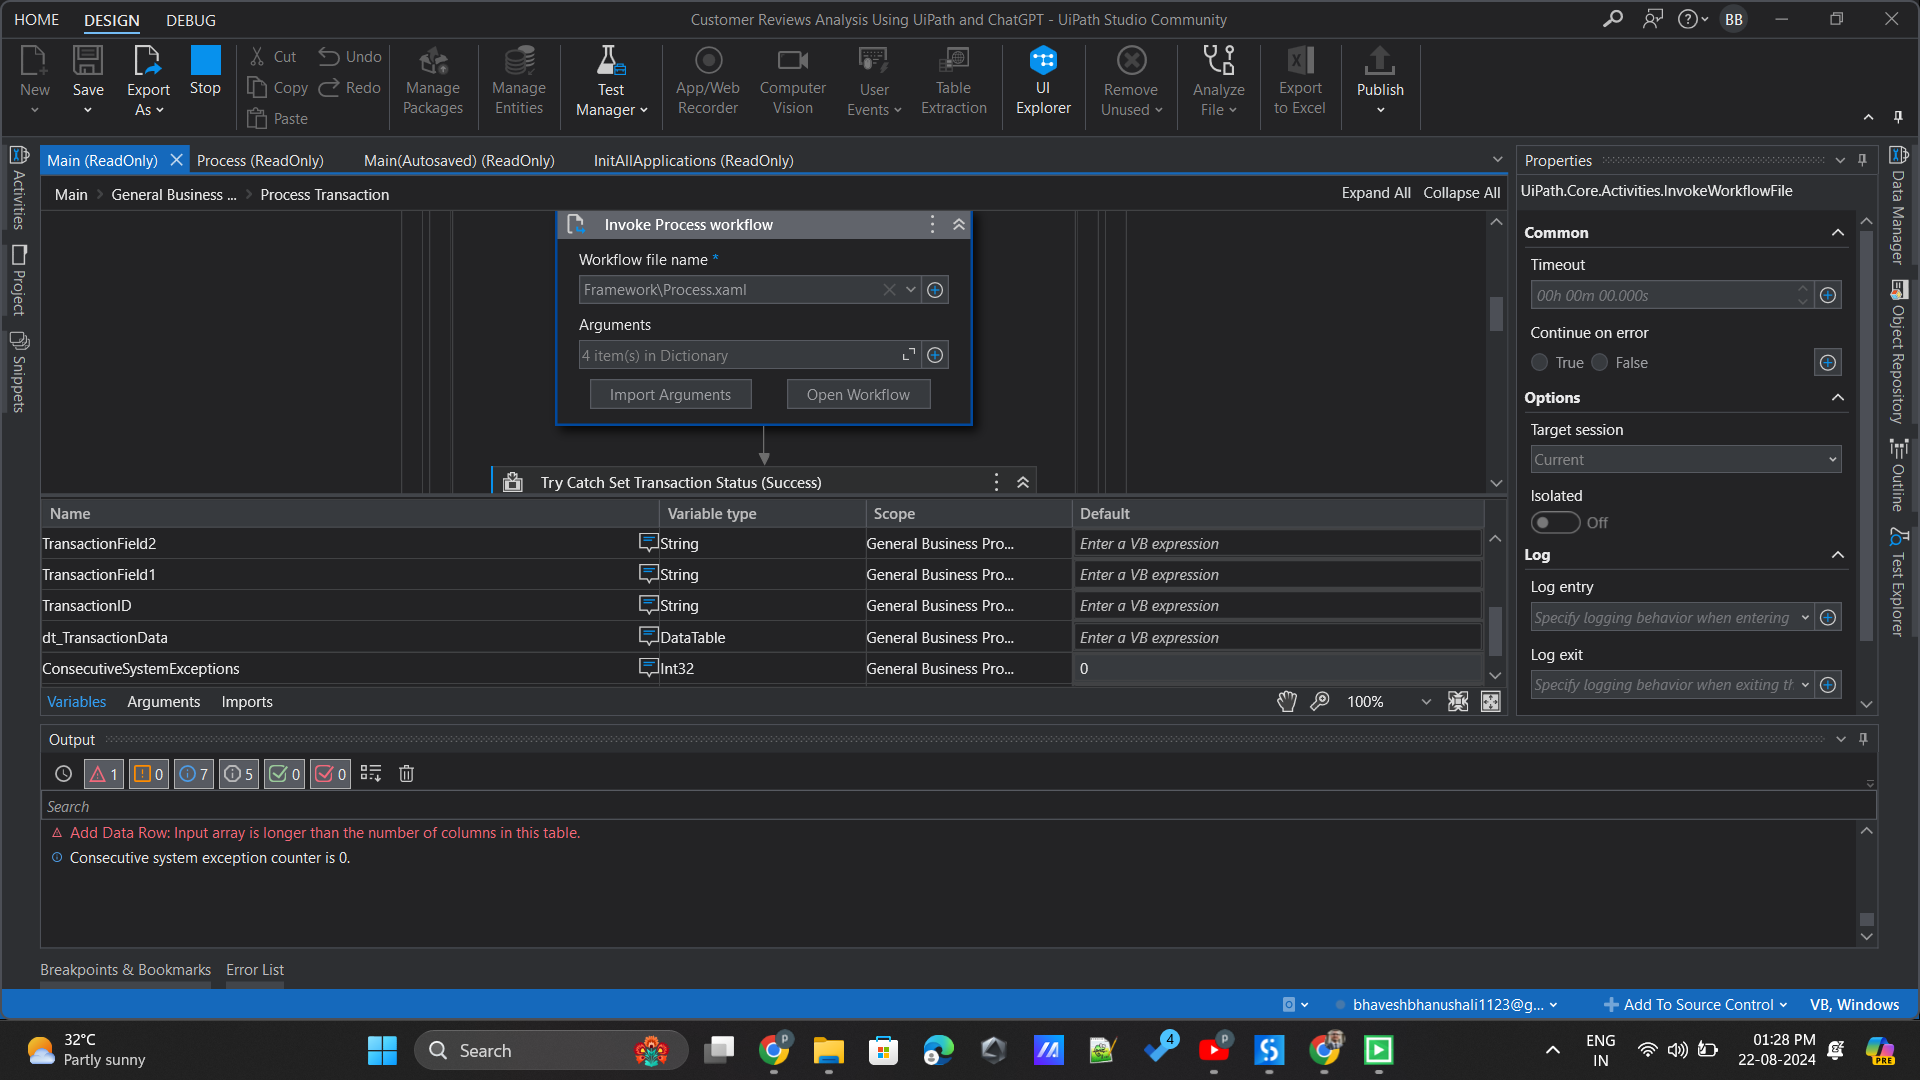 HOME DESIGN DEBUG
Customer Reviews Analysis Using UiPath and ChatGPT - UiPath Studio Community
BB
New
Save
Export
As
Stop
Cut
Copy
Paste
Undo
Redo
Manage
Packages
Manage
Entities
Test
Manager
App/Web
Recorder
Computer
Vision
User
Events
Table
Extraction
UI
Explorer
Remove
Unused
Analyze
File
Export
to Excel
Publish
Main (ReadOnly) Process (ReadOnly) Main(Autosaved) (ReadOnly) InitAllApplications (ReadOnly)
Main General Business ... Process Transaction
Expand All Collapse All
Activities
Project
Snippets
Invoke Process workflow
Workflow file name *
Framework\Process.xaml
Arguments
4 item(s) in Dictionary
Import Arguments Open Workflow
Try Catch Set Transaction Status (Success)
Name Variable type Scope Default
TransactionField2 String General Business Pro... Enter a VB expression
TransactionField1 String General Business Pro... Enter a VB expression
TransactionID String General Business Pro... Enter a VB expression
dt_TransactionData DataTable General Business Pro... Enter a VB expression
ConsecutiveSystemExceptions Int32 General Business Pro... 0
Variables Arguments Imports
100%
Properties
UiPath.Core.Activities.InvokeWorkflowFile
Common
Timeout
00h 00m 00.000s
Continue on error
True False
Options
Target session
Current
Isolated
Off
Log
Log entry
Specify logging behavior when entering
Log exit
Specify logging behavior when exiting th
Data Manager
Object Repository
Outline
Test Explorer
Output
1 0 7 5 0 0
Search
Add Data Row: Input array is longer than the number of columns in this table.
Consecutive system exception counter is 0.
Breakpoints & Bookmarks Error List
bhaveshbhanushali1123@g... Add To Source Control VB, Windows
32°C
Partly sunny
Search
P
4
P
ENG
IN
01:28 PM
22-08-2024
PRE